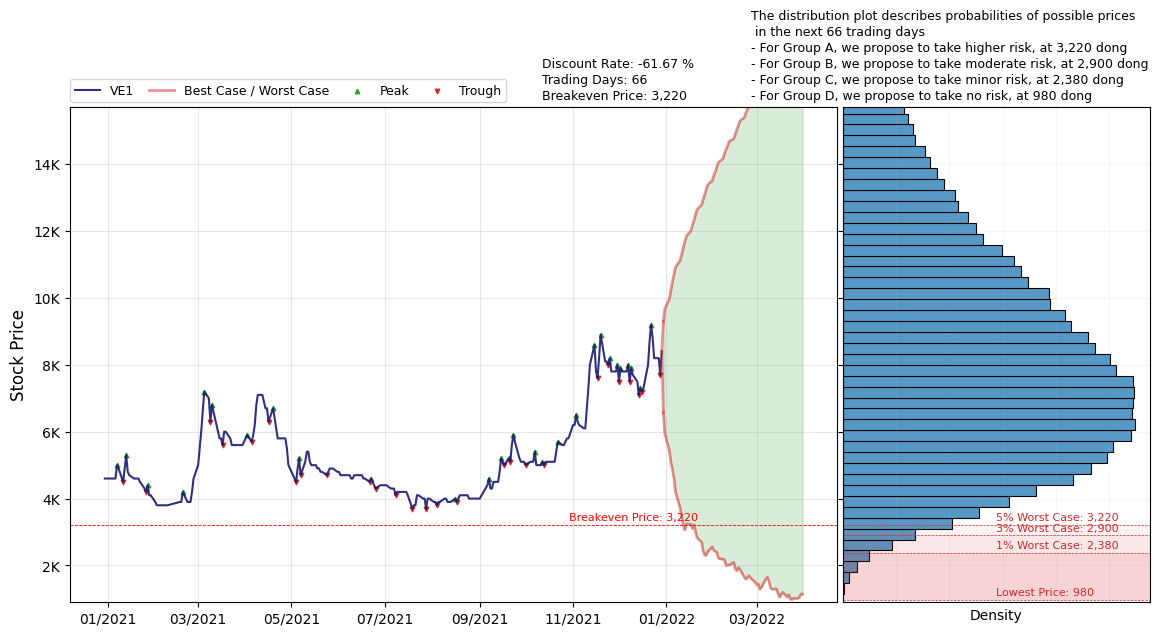 The distribution plot describes probabilities of possible prices
in the next 66 trading days
- For Group A, we propose to take higher risk, at 3,220 dong
- For Group B, we propose to take moderate risk, at 2,900 dong
- For Group C, we propose to take minor risk, at 2,380 dong
- For Group D, we propose to take no risk, at 980 dong
Discount Rate: -61.67 %
Trading Days: 66
Breakeven Price: 3,220
VE1
Best Case / Worst Case
Peak
Trough
Stock Price
14K
12K
10K
8K
6K
4K
2K
Breakeven Price: 3,220
5% Worst Case: 3,220
3% Worst Case: 2,900
1% Worst Case: 2,380
Lowest Price: 980
01/2021
03/2021
05/2021
07/2021
09/2021
11/2021
01/2022
03/2022
Density